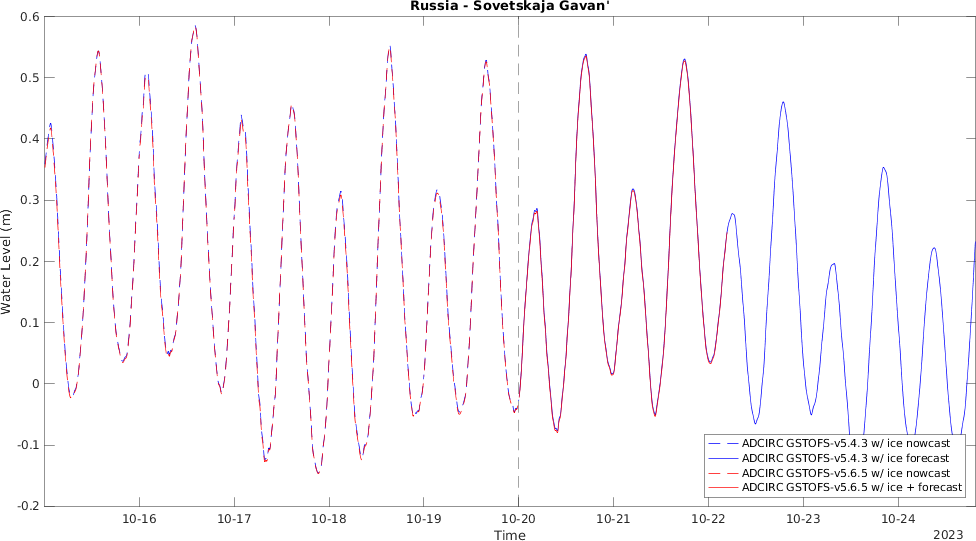 Russia - Sovetskaja Gavan'
0.6
0.5
0.4
0.3
0.2
0.1
0
-0.1
-0.2
Water Level (m)
ADCIRC GSTOFS-v5.4.3 w/ ice nowcast
ADCIRC GSTOFS-v5.4.3 w/ ice forecast
ADCIRC GSTOFS-v5.6.5 w/ ice nowcast
ADCIRC GSTOFS-v5.6.5 w/ ice + forecast
10-16 10-17 10-18 10-19 10-20 10-21 10-22 10-23 10-24
Time
2023